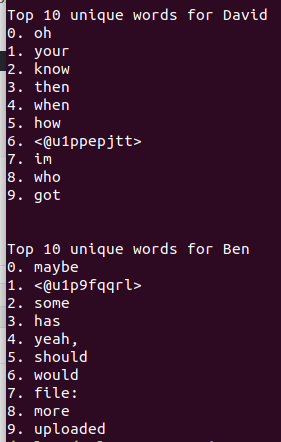 Top 10 unique words for David
0. oh
1. your
2. know
3. then
4. when
5. how
6. <@u1ppepjtt>
7. im
8. who
9. got
Top 10 unique words for Ben
0. maybe
1. <@u1p9fqqrl>
2. some
3. has
4. yeah,
5. should
6. would
7. file:
8. more
9. uploaded